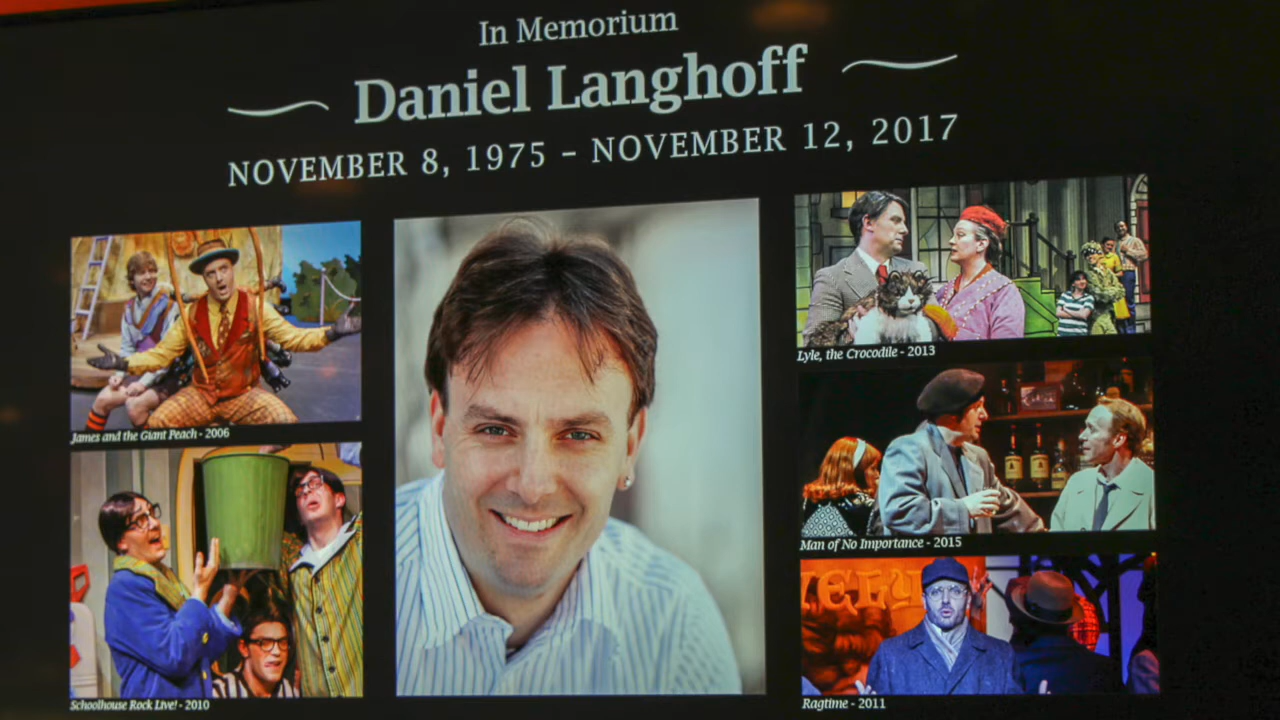 In Memorium
Daniel Langhoff
NOVEMBER 8, 1975 – NOVEMBER 12, 2017
James and the Giant Peach - 2006
Schoolhouse Rock Live! - 2010
Lyle, the Crocodile - 2013
Man of No Importance - 2015
VELY
Ragtime - 2011